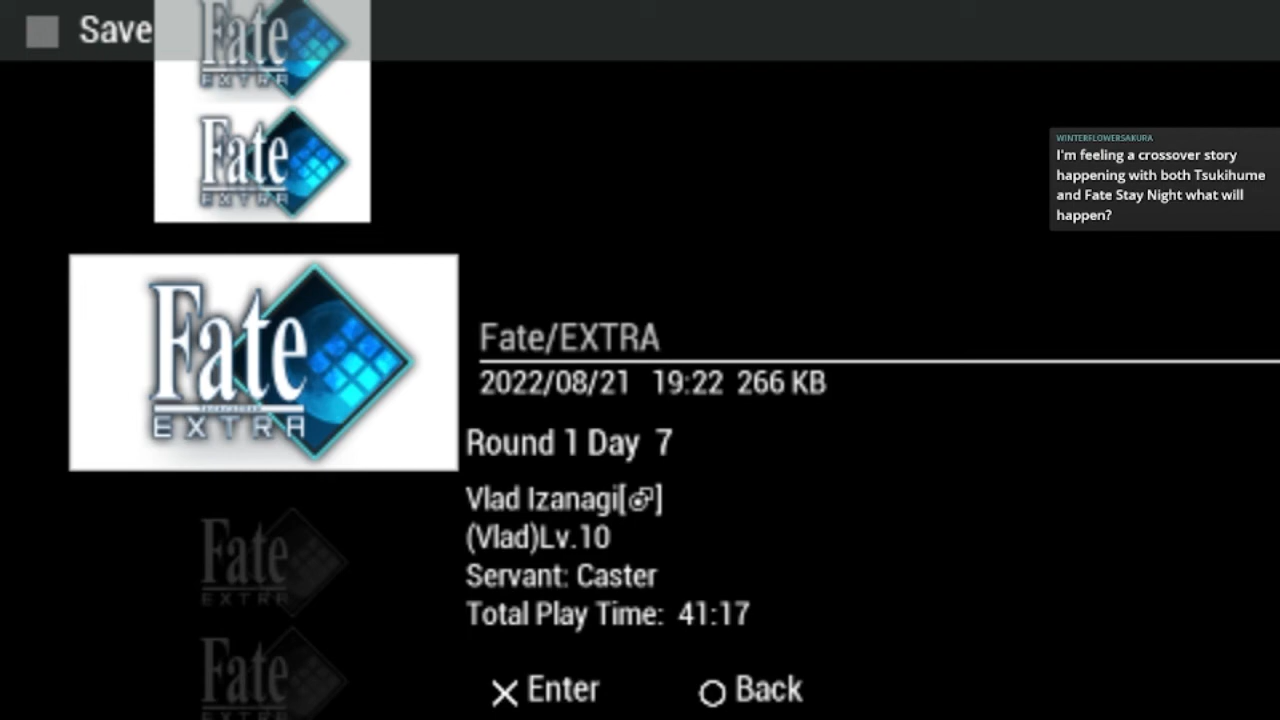 Save
Fate
EXTRA
Fate
EXTRA
WINTERFLOWERSAKURA
I'm feeling a crossover story
happening with both Tsukihume
and Fate Stay Night what will
happen?
Fate
EXTRA
Fate/EXTRA
2022/08/21 19:22 266 KB
Round 1 Day 7
Vlad Izanagi[♂]
(Vlad)Lv.10
Servant: Caster
Total Play Time: 41:17
Fate
EXTRA
Fate
EXTRA
Enter
Back